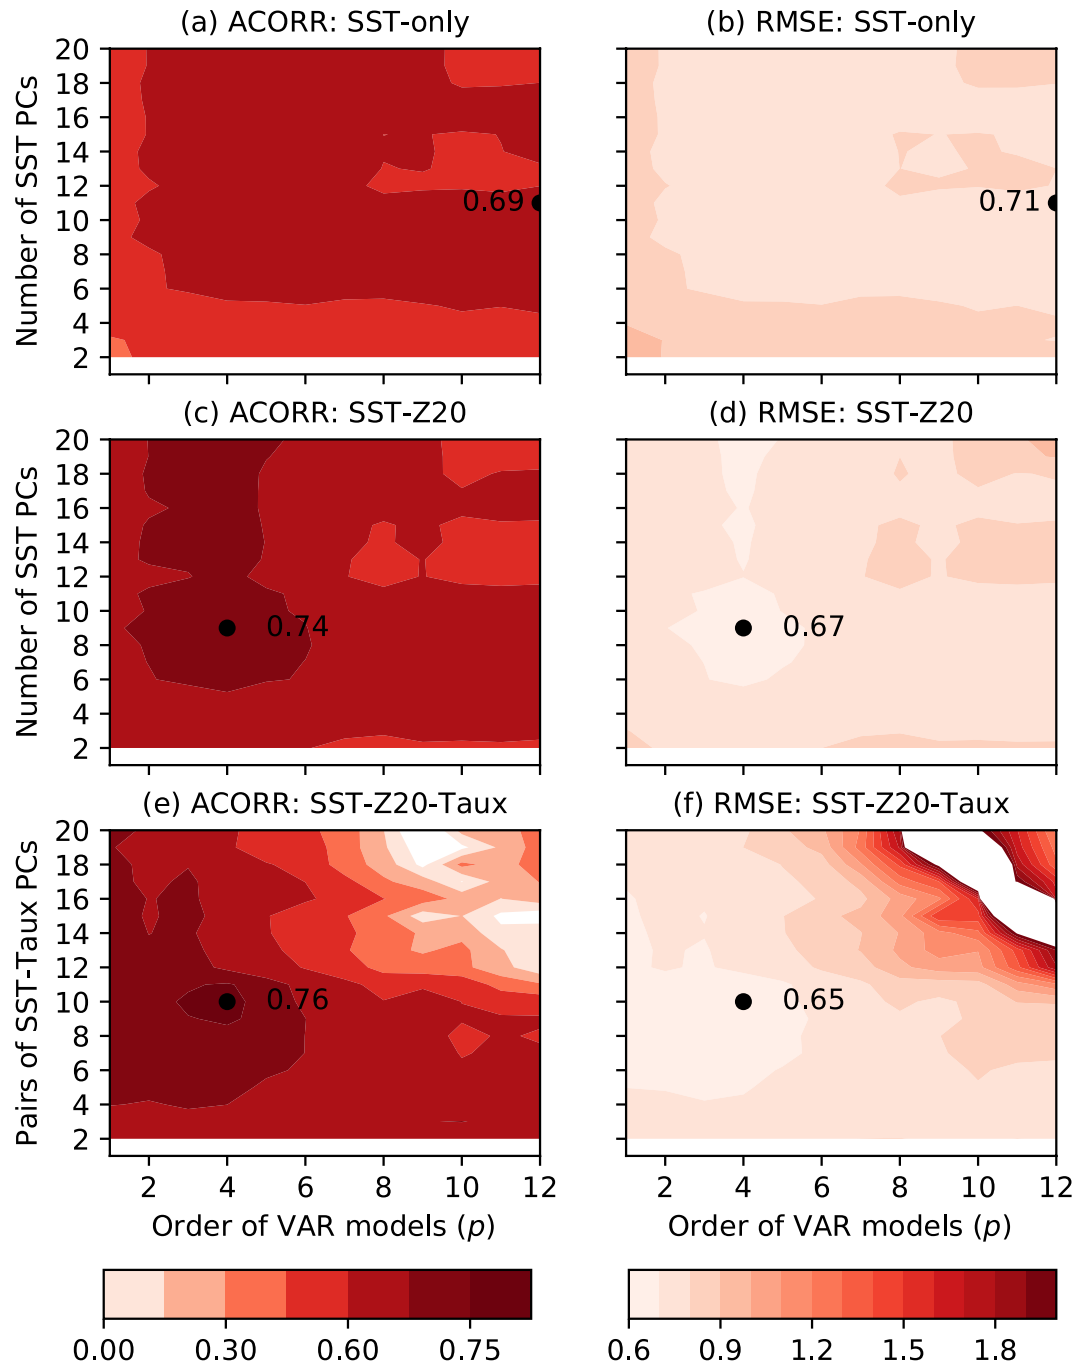 (a) ACORR: SST-only
(b) RMSE: SST-only
Number of SST PCs
20
18
16
14
12
10
8
6
4
2
0.69
0.71
(c) ACORR: SST-Z20
(d) RMSE: SST-Z20
Number of SST PCs
20
18
16
14
12
10
8
6
4
2
0.74
0.67
(e) ACORR: SST-Z20-Taux
(f) RMSE: SST-Z20-Taux
Pairs of SST-Taux PCs
20
18
16
14
12
10
8
6
4
2
0.76
0.65
2 4 6 8 10 12
2 4 6 8 10 12
Order of VAR models (p)
Order of VAR models (p)
0.00 0.30 0.60 0.75
0.6 0.9 1.2 1.5 1.8